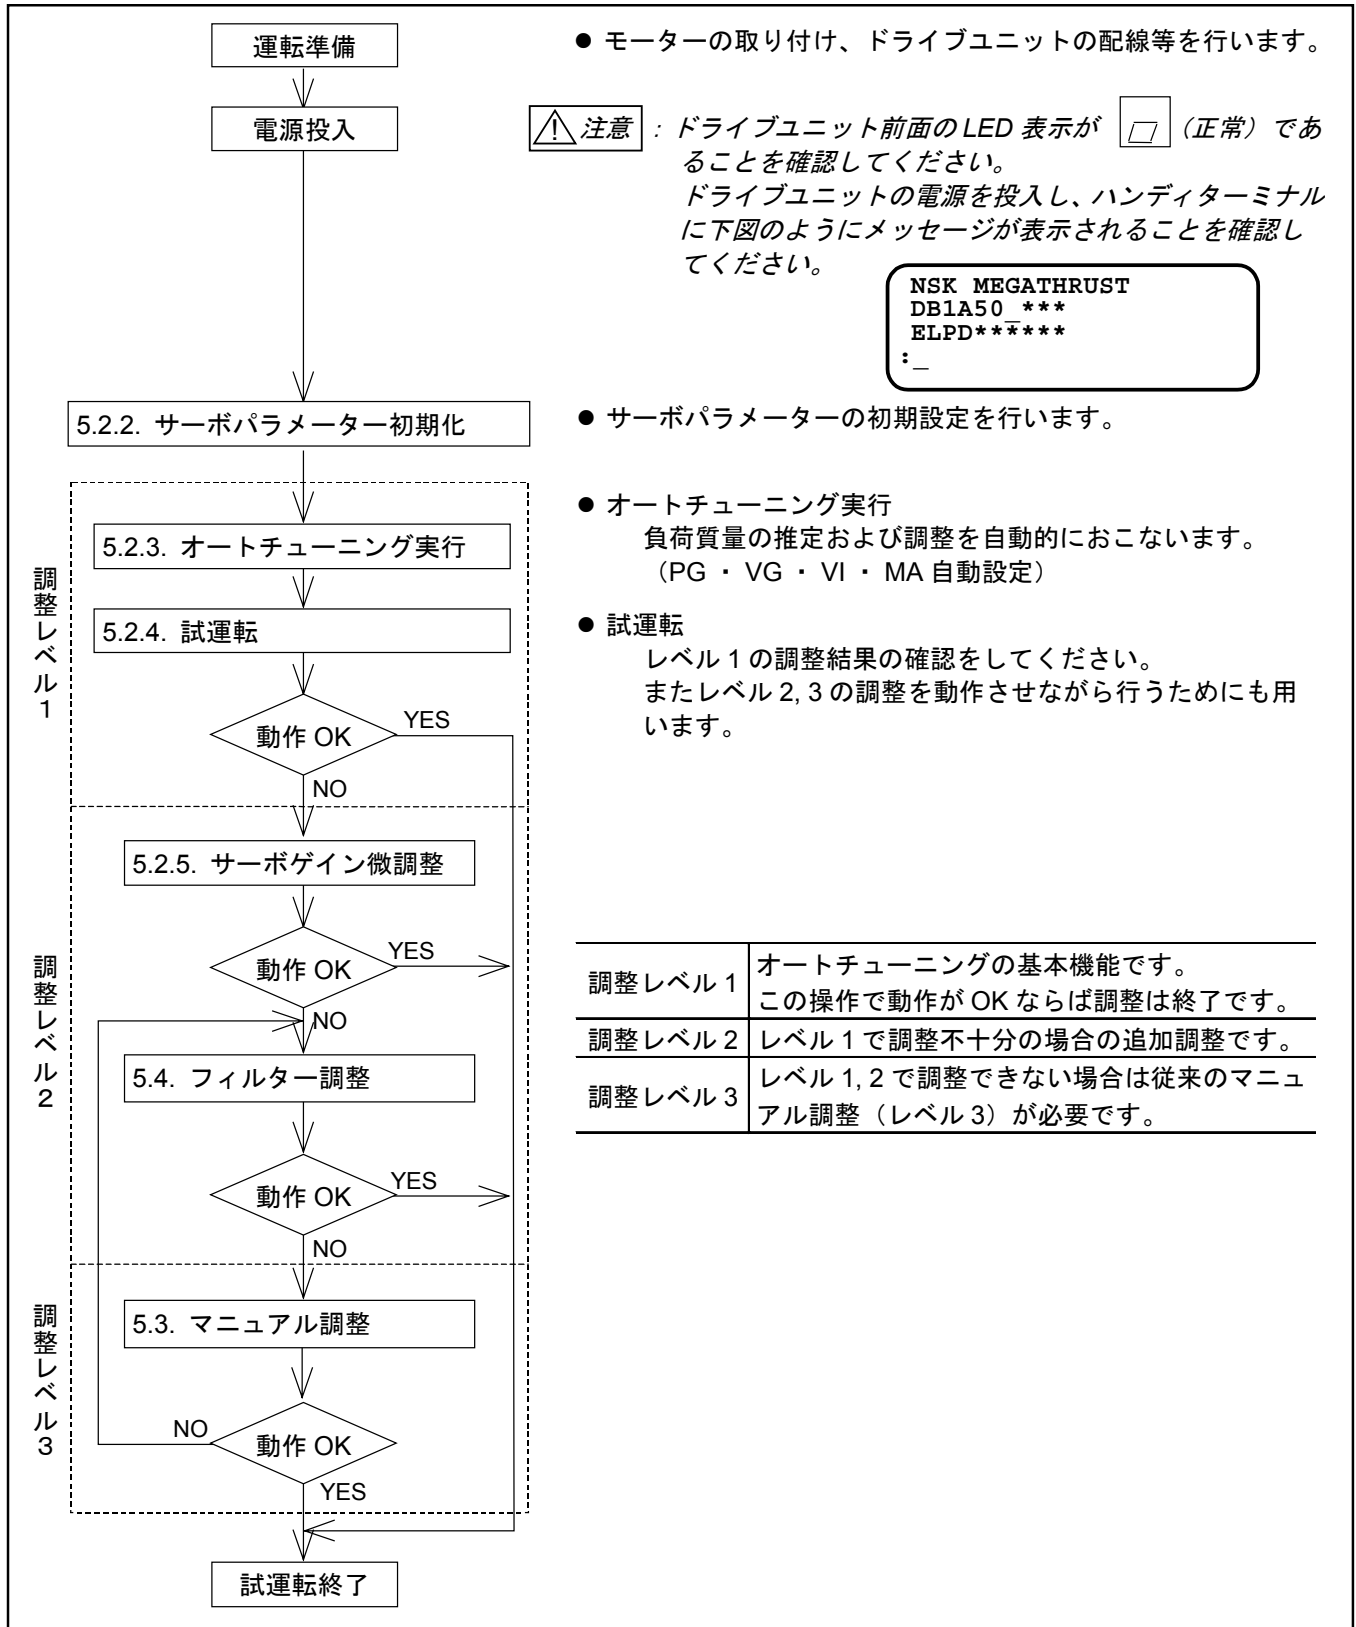 運転準備
● モーターの取り付け、ドライブユニットの配線等を行います。
電源投入
注意 : ドライブユニット前面の LED 表示が （正常）であ
ることを確認してください。
ドライブユニットの電源を投入し、ハンディターミナル
に下図のようにメッセージが表示されることを確認し
てください。
NSK MEGATHRUST
DB1A50_***
ELPD******
:_
5.2.2. サーボパラメーター初期化
● サーボパラメーターの初期設定を行います。
調整レベル1
5.2.3. オートチューニング実行
● オートチューニング実行
負荷質量の推定および調整を自動的におこないます。
（PG ・ VG ・ VI ・ MA 自動設定）
5.2.4. 試運転
● 試運転
レベル 1 の調整結果の確認をしてください。
またレベル 2, 3 の調整を動作させながら行うためにも用
います。
動作 OK
YES
NO
調整レベル2
5.2.5. サーボゲイン微調整
動作 OK
YES
NO
5.4. フィルター調整
動作 OK
YES
NO
調整レベル 1
オートチューニングの基本機能です。
この操作で動作が OK ならば調整は終了です。
調整レベル 2
レベル 1 で調整不十分の場合の追加調整です。
調整レベル 3
レベル 1, 2 で調整できない場合は従来のマニュ
アル調整（レベル 3）が必要です。
調整レベル3
5.3. マニュアル調整
動作 OK
NO
YES
試運転終了